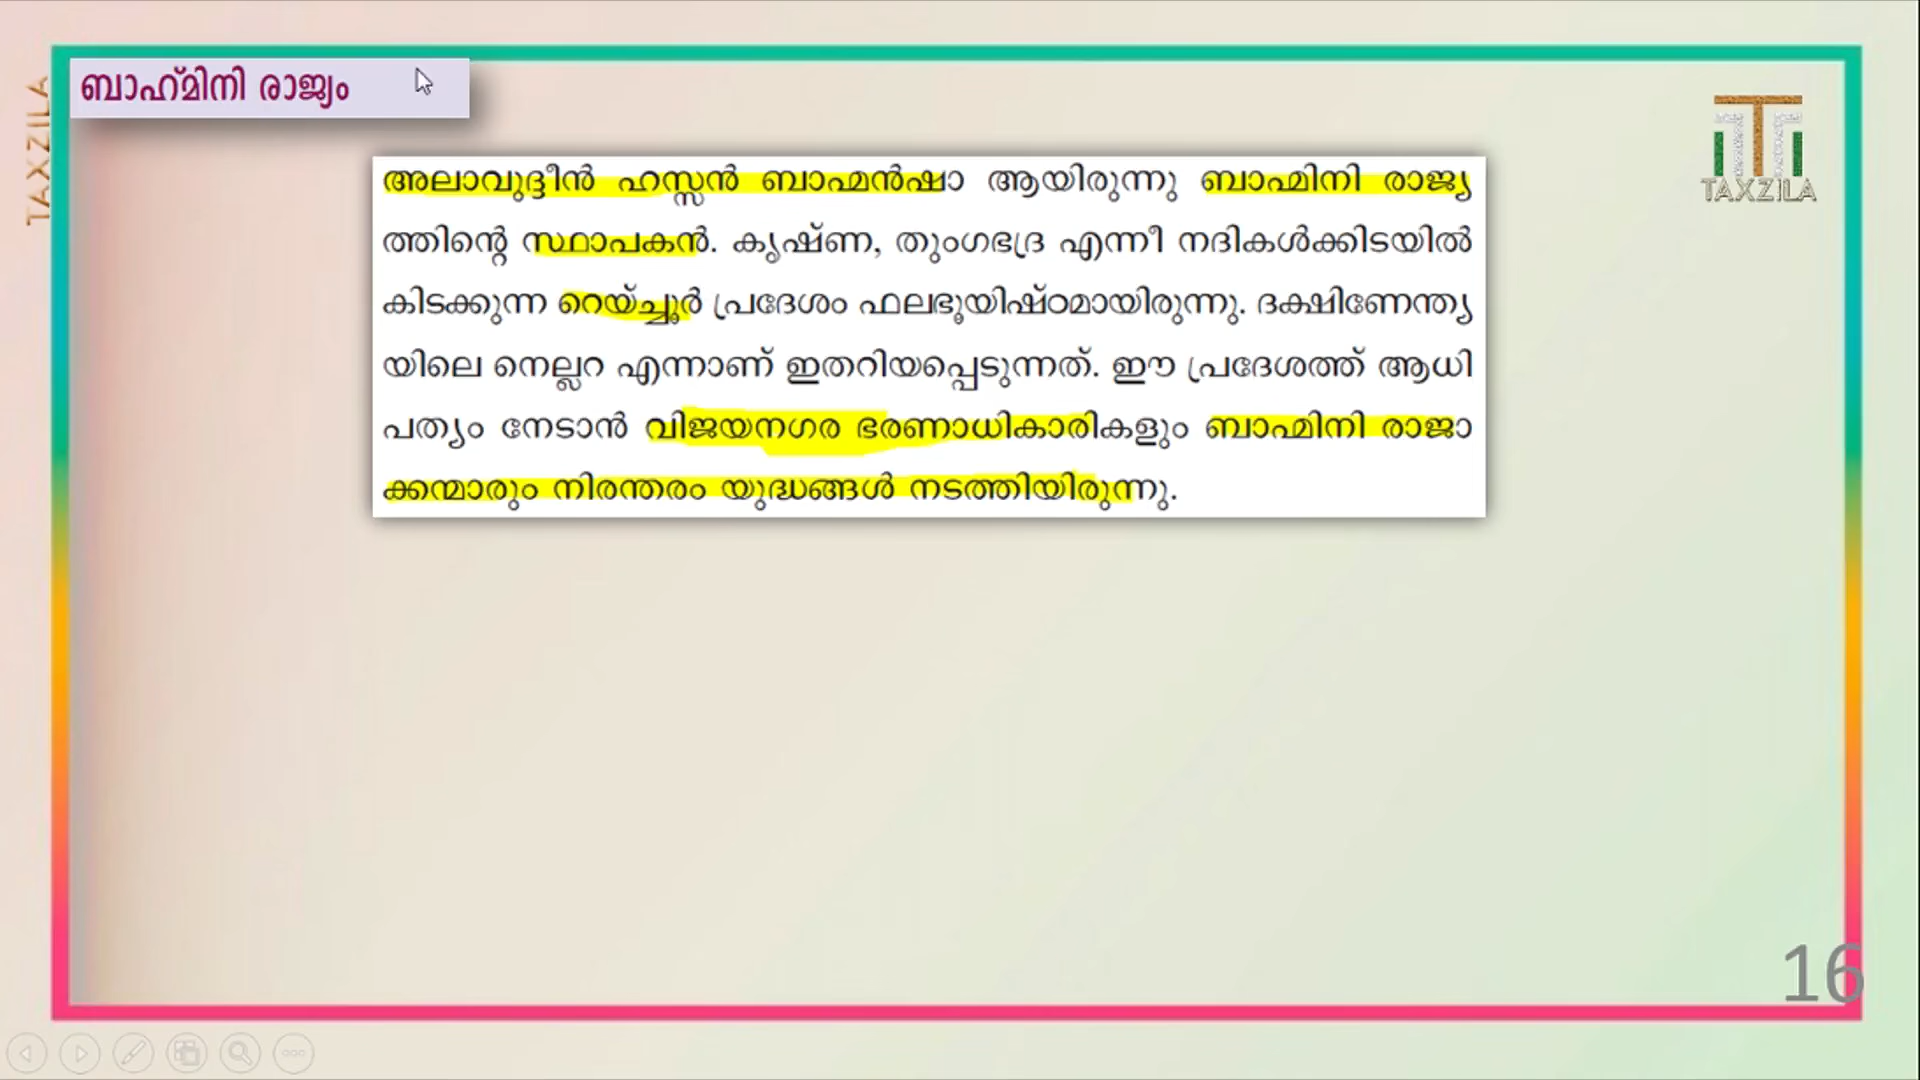 ബാഹ്മിനി രാജ്യം
TAXZILA
TAXZILA
അലാവുദ്ദീൻ ഹസ്സൻ ബാഹ്മൻഷാ ആയിരുന്നു ബാഹ്മിനി രാജ്യ
ത്തിന്റെ സ്ഥാപകൻ. കൃഷ്ണ, തുംഗഭദ്ര എന്നീ നദികൾക്കിടയിൽ
കിടക്കുന്ന റെയ്ച്ചൂർ പ്രദേശം ഫലഭൂയിഷ്ഠമായിരുന്നു. ദക്ഷിണേന്ത്യ
യിലെ നെല്ലറ എന്നാണ് ഇതറിയപ്പെടുന്നത്. ഈ പ്രദേശത്ത് ആധി
പത്യം നേടാൻ വിജയനഗര ഭരണാധികാരികളും ബാഹ്മിനി രാജാ
ക്കന്മാരും നിരന്തരം യുദ്ധങ്ങൾ നടത്തിയിരുന്നു.
16